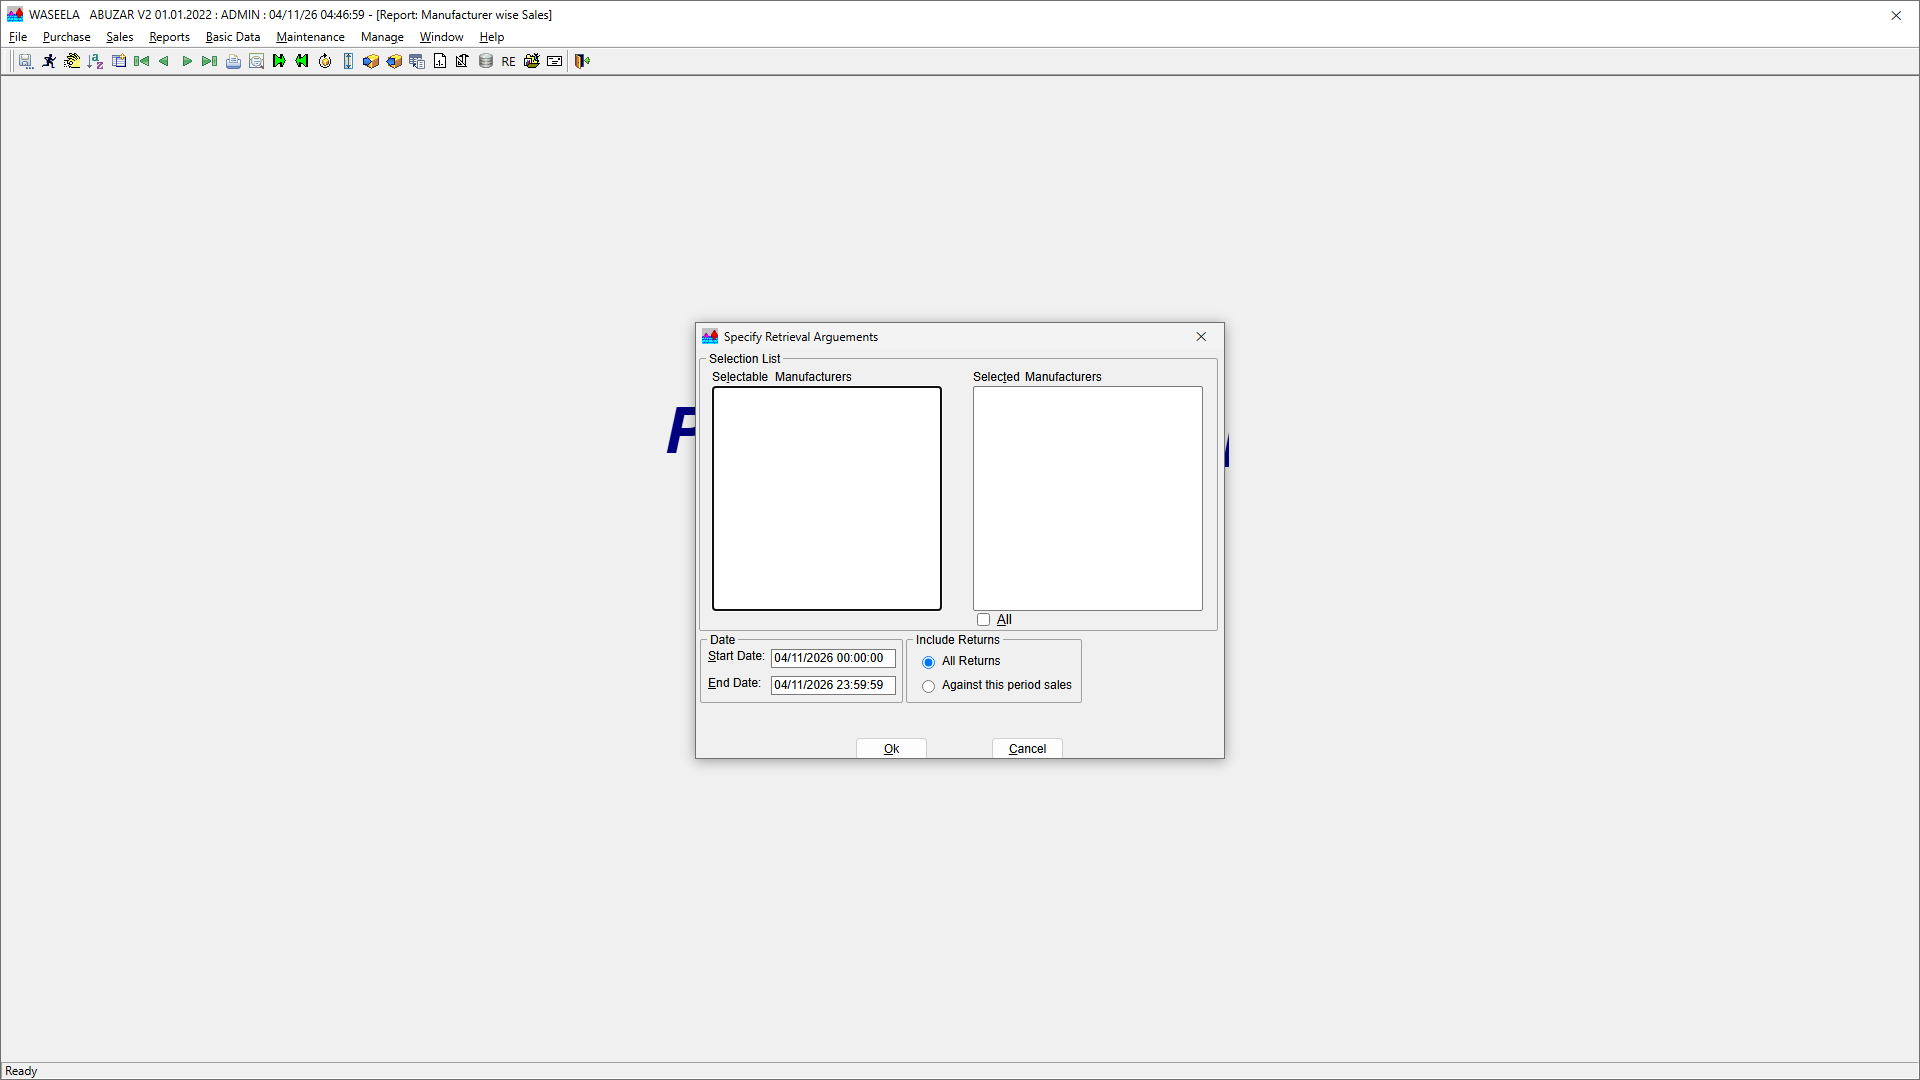 WASEELA ABUZAR V2 01.01.2022 : ADMIN : 04/11/26 04:46:59 - [Report: Manufacturer wise Sales]
File Purchase Sales Reports Basic Data Maintenance Manage Window Help
RE
Specify Retrieval Arguements
Selection List
Selectable Manufacturers
Selected Manufacturers
All
Date
Start Date: 04/11/2026 00:00:00
End Date: 04/11/2026 23:59:59
Include Returns
All Returns
Against this period sales
Ok
Cancel
Ready